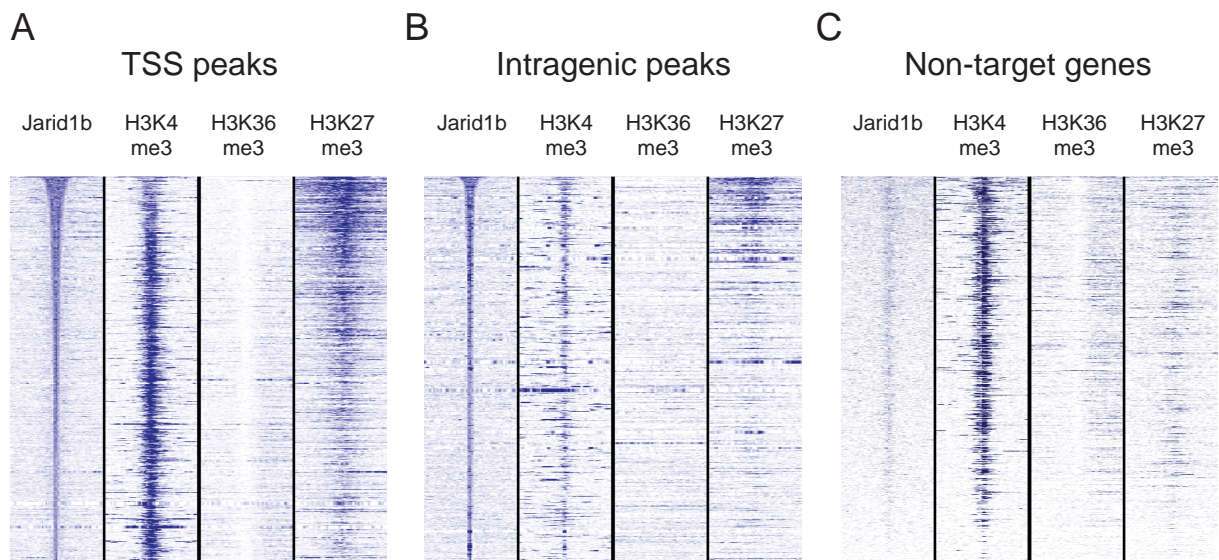 A
TSS peaks
Jarid1b
H3K4
me3
H3K36
me3
H3K27
me3
B
Intragenic peaks
Jarid1b
H3K4
me3
H3K36
me3
H3K27
me3
C
Non-target genes
Jarid1b
H3K4
me3
H3K36
me3
H3K27
me3